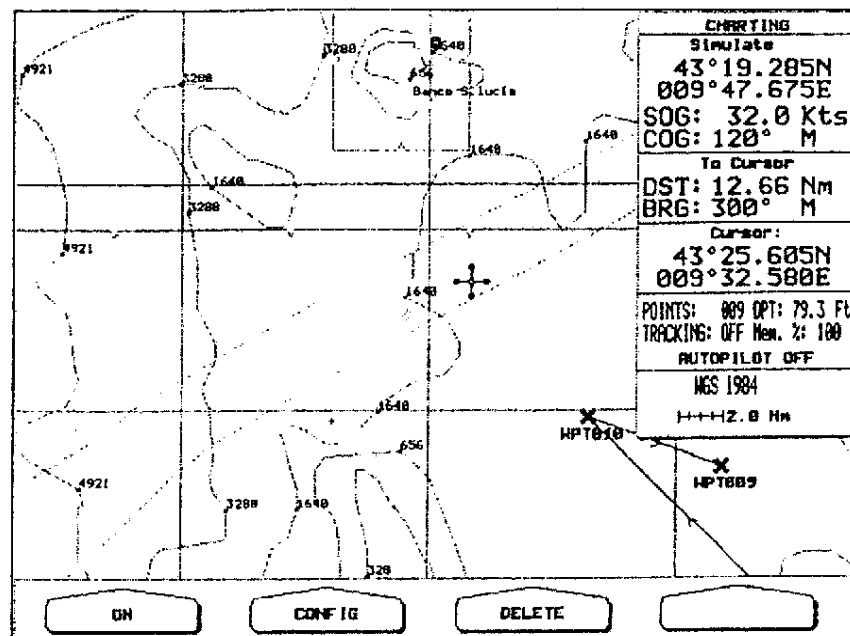 CHARTING
Simulate
43°19.285N
009°47.675E
SOG: 32.0 Kts
COG: 120° M
To Cursor
DST: 12.66 Nm
BRG: 300° M
Cursor:
43°25.605N
009°32.580E
POINTS: 009 DPT: 79.3 Ft
TRACKING: OFF Mem. %: 100
AUTOPILOT OFF
WGS 1984
2.0 Nm
4921
3280
3280
1640
656
Banco S.lucia
1640
1640
1640
3280
4921
1640
1640
WPT010
656
WPT009
4921
3280
1640
328
ON
CONFIG
DELETE